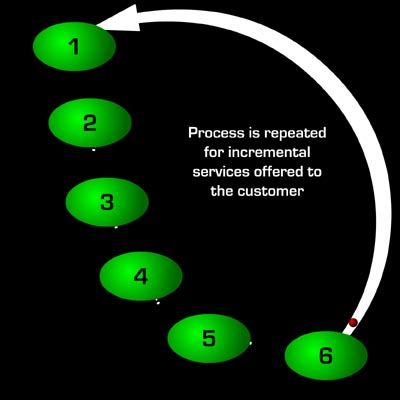 1
2
Process is repeated
for incremental
services offered to
the customer
3
4
5
6